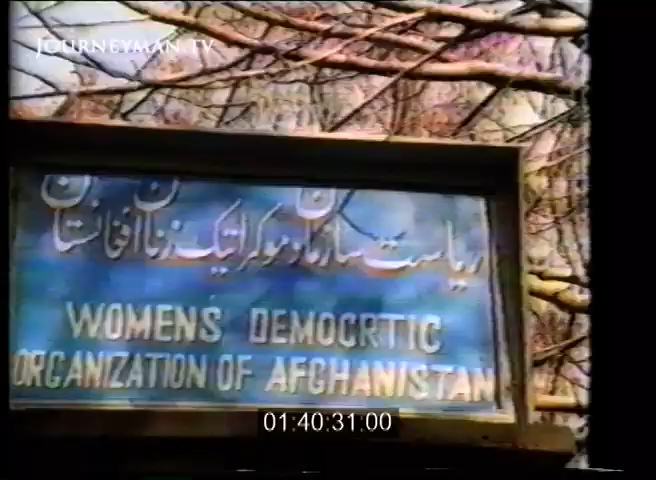 JOURNEYMAN.TV
ریاست سازمان دموکراتیک زنان افغانستان
WOMENS DEMOCRTIC
ORGANIZATION OF AFGHANISTAN
01:40:31:00